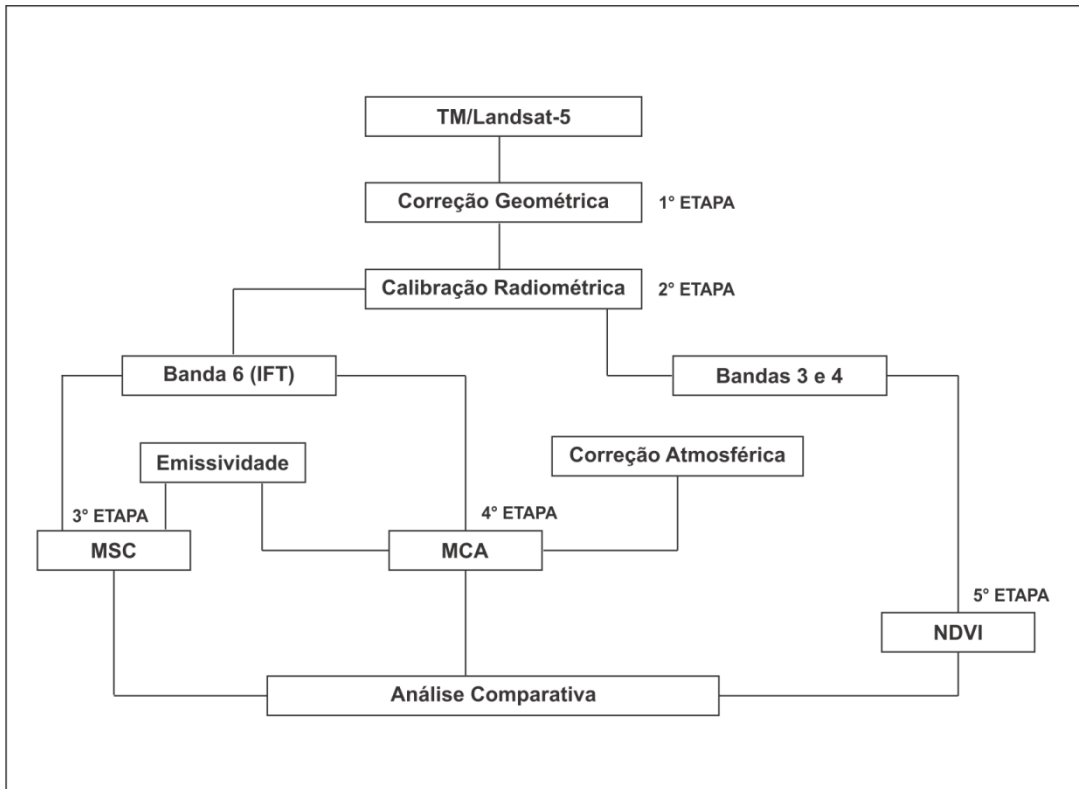 TM/Landsat-5
Correção Geométrica
1° ETAPA
Calibração Radiométrica
2° ETAPA
Banda 6 (IFT)
Bandas 3 e 4
Emissividade
Correção Atmosférica
3° ETAPA
4° ETAPA
MSC
MCA
5° ETAPA
NDVI
Análise Comparativa